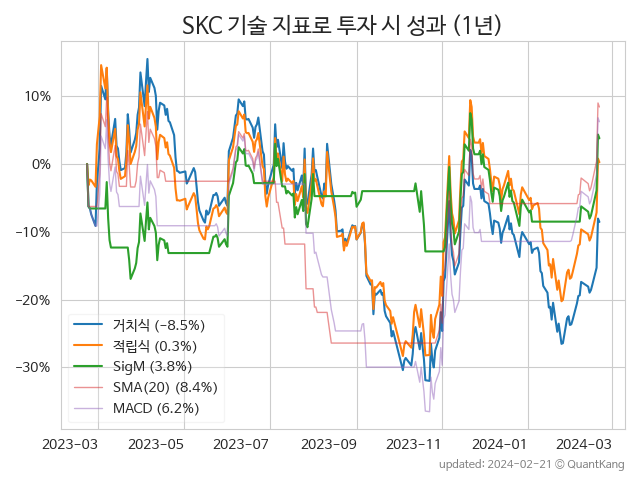 SKC 기술 지표로 투자 시 성과 (1년)
10%
0%
−10%
−20%
−30%
거치식 (−8.5%)
적립식 (0.3%)
SigM (3.8%)
SMA(20) (8.4%)
MACD (6.2%)
2023−03 2023−05 2023−07 2023−09 2023−11 2024−01 2024−03
updated: 2024−02−21 ⓒ QuantKang